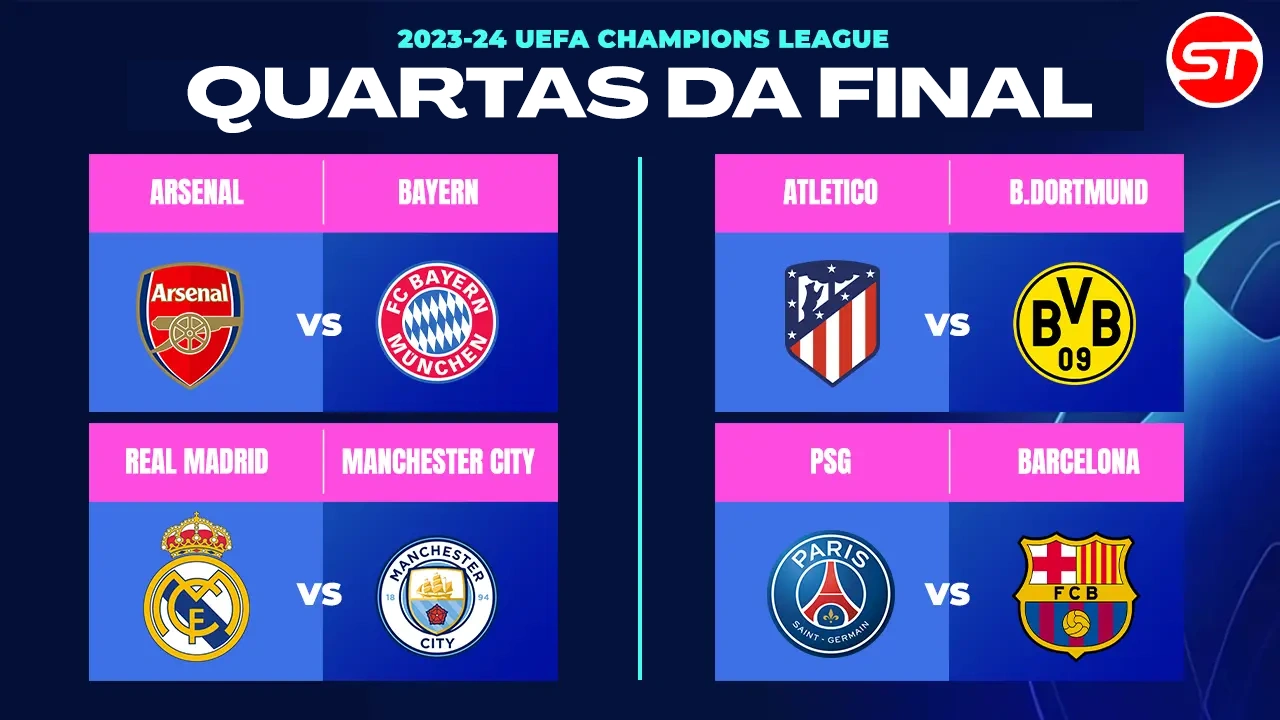 2023-24 UEFA CHAMPIONS LEAGUE
QUARTAS DA FINAL
ST
ARSENAL
BAYERN
Arsenal
VS
FC BAYERN
MÜNCHEN
REAL MADRID
MANCHESTER CITY
VS
MANCHESTER
18 94
CITY
ATLETICO
B.DORTMUND
VS
BVB
09
PSG
BARCELONA
PARIS
SAINT-GERMAIN
VS
FCB